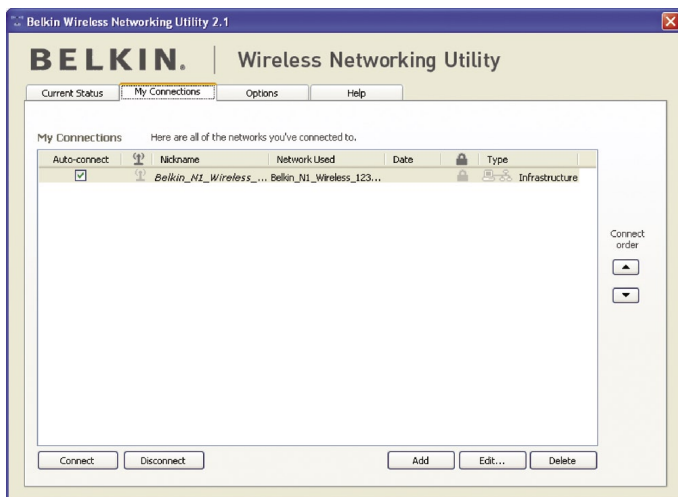 Belkin Wireless Networking Utility 2.1
BELKIN. Wireless Networking Utility
Current Status My Connections Options Help
My Connections Here are all of the networks you've connected to.
Auto-connect Nickname Network Used Date Type
Belkin_N1_Wireless_... Belkin_N1_Wireless_123... Infrastructure
Connect
order
Connect Disconnect Add Edit... Delete